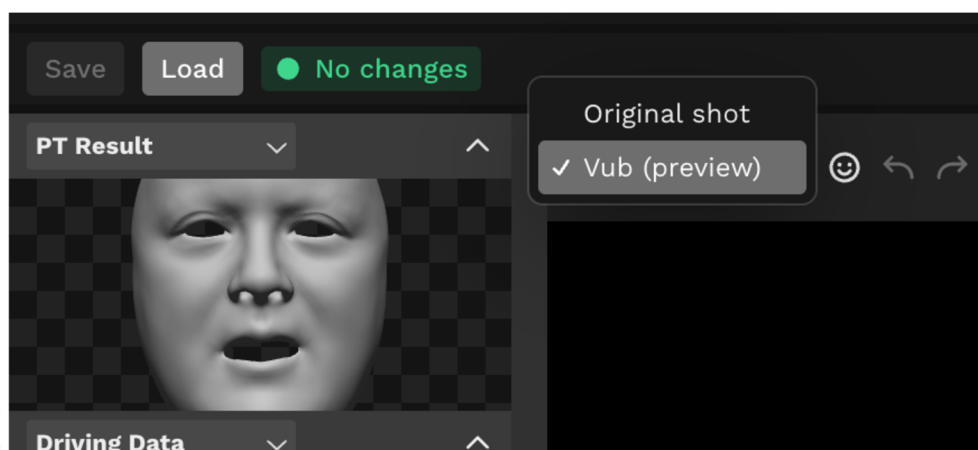 Save
Load
No changes
Original shot
PT Result
Vub (preview)
Driving Data